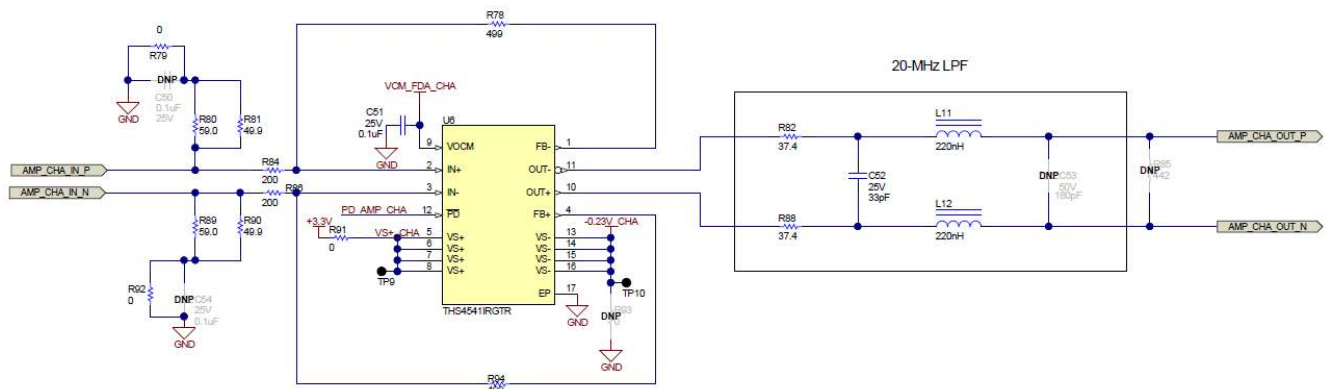 R78
499
0
R79
DNP
C50
0.1uF
25V
GND
R80
59.0
R81
49.9
VCM_FDA_CHA
C51
25V
0.1uF
GND
U6
9
VOCM
FB-
1
2
IN+
OUT-
11
3
IN-
OUT+
10
12
PD
FB+
4
5
VS+
VS-
13
6
VS+
VS-
14
7
VS+
VS-
15
8
VS+
VS-
16
EP
17
THS4541IRGTR
AMP_CHA_IN_P
R84
200
AMP_CHA_IN_N
200
R86
R89
59.0
R90
49.9
PD_AMP_CHA
+3.3V
VS+_CHA
R91
0
TP9
R92
0
DNP
C54
25V
0.1uF
GND
-0.23V_CHA
TP10
GND
DNP
R93
0
GND
R94
20-MHz LPF
R82
37.4
L11
220nH
C52
25V
33pF
DNP
C53
50V
180pF
DNP
R85
442
R88
37.4
L12
220nH
AMP_CHA_OUT_P
AMP_CHA_OUT_N